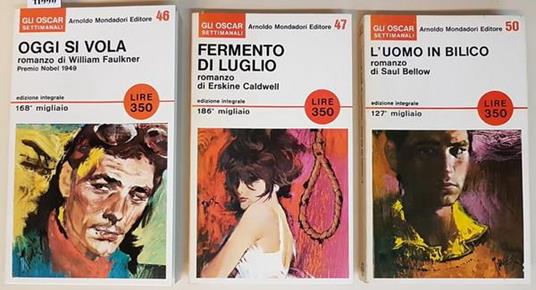 GLI OSCAR
SETTIMANALI
Arnoldo Mondadori Editore 46
OGGI SI VOLA
romanzo di William Faulkner
Premio Nobel 1949
edizione integrale
168° migliaio
LIRE
350
GLI OSCAR
SETTIMANALI
Arnoldo Mondadori Editore 47
FERMENTO
DI LUGLIO
romanzo
di Erskine Caldwell
edizione integrale
186° migliaio
LIRE
350
GLI OSCAR
SETTIMANALI
Arnoldo Mondadori Editore 50
L'UOMO IN BILICO
romanzo
di Saul Bellow
edizione integrale
127° migliaio
LIRE
350